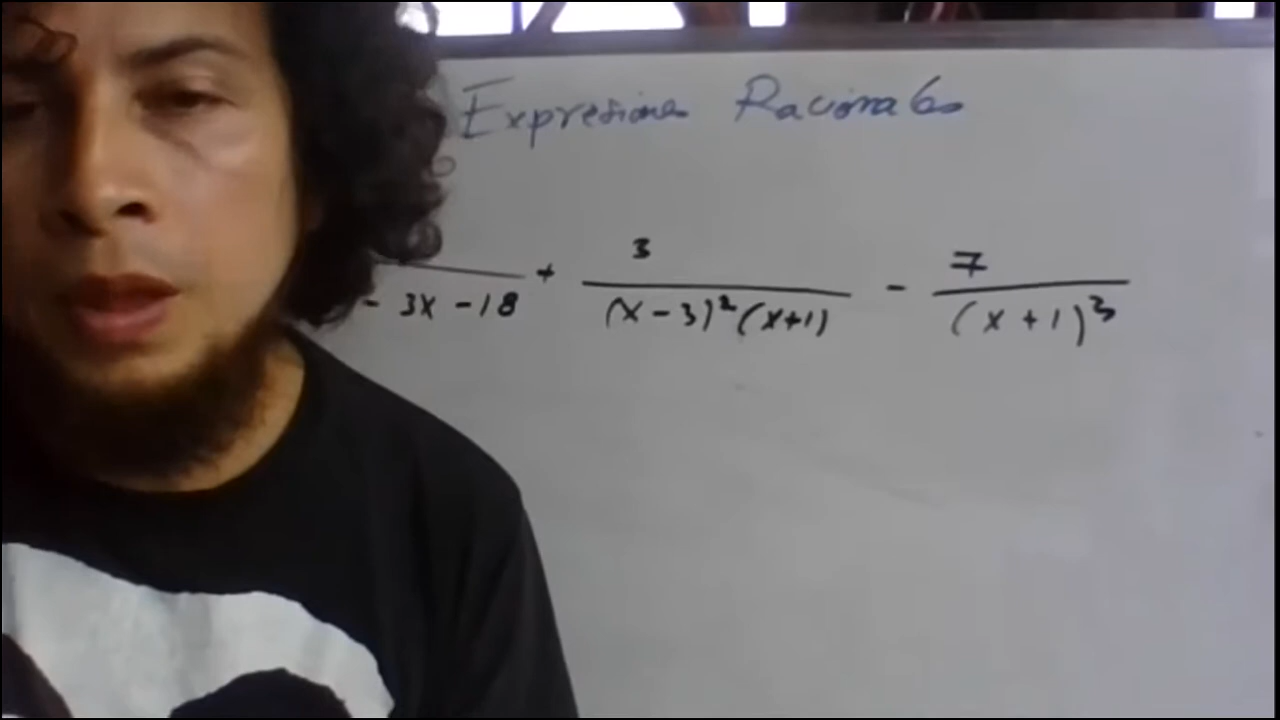 Expresiones Racionales
3 7
- 3x - 18 + (x - 3)² (x+1) - (x + 1)³